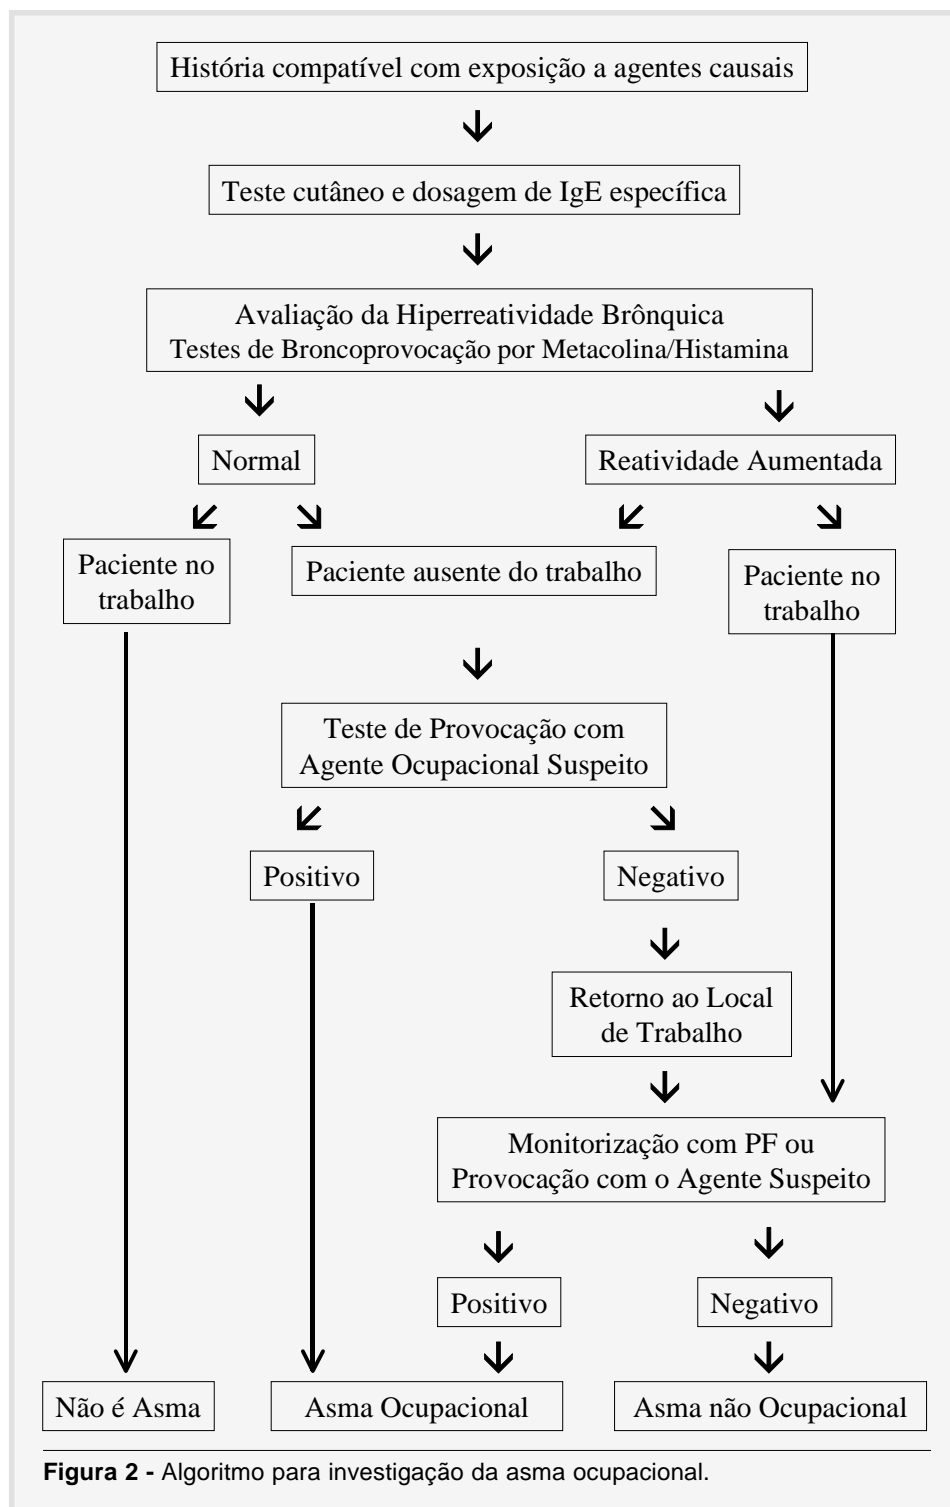 História compatível com exposição a agentes causais
Teste cutâneo e dosagem de IgE específica
Avaliação da Hiperreatividade Brônquica
Testes de Broncoprovocação por Metacolina/Histamina
Normal
Reatividade Aumentada
Paciente no
trabalho
Paciente ausente do trabalho
Paciente no
trabalho
Teste de Provocação com
Agente Ocupacional Suspeito
Positivo
Negativo
Retorno ao Local
de Trabalho
Monitorização com PF ou
Provocação com o Agente Suspeito
Positivo
Negativo
Não é Asma
Asma Ocupacional
Asma não Ocupacional
Figura 2 - Algoritmo para investigação da asma ocupacional.